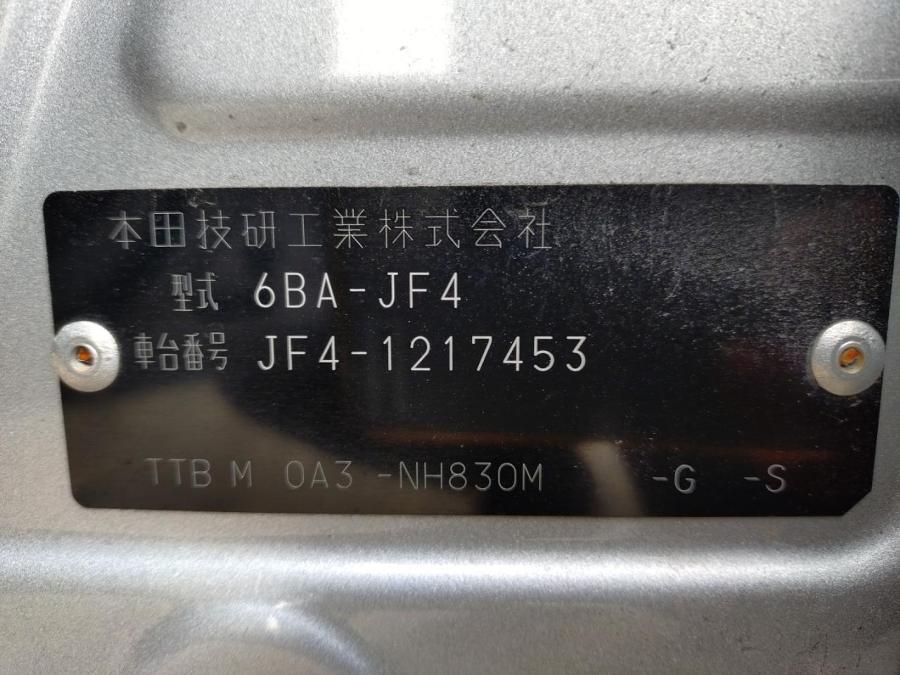 本田技研工業株式会社
型式 6BA-JF4
車台番号 JF4-1217453
TTB M 0A3 -NH830M -G -S